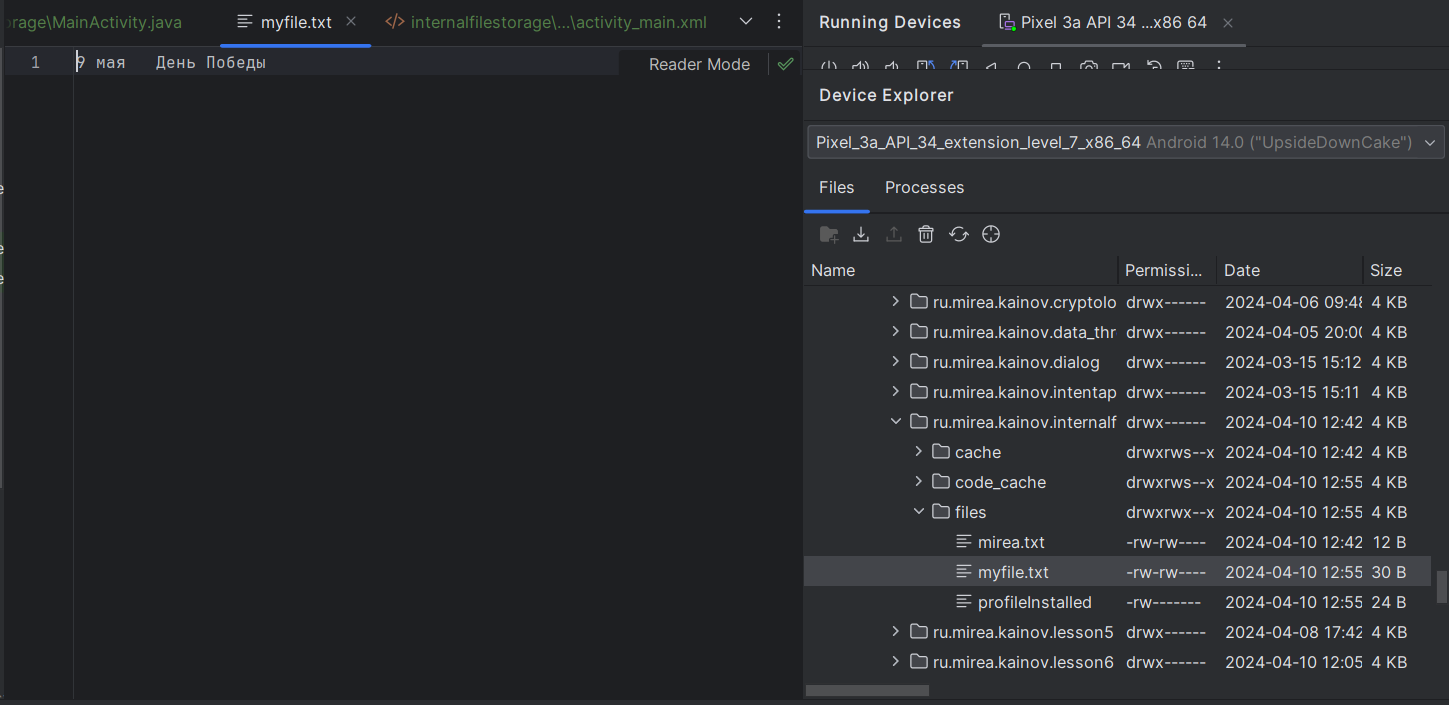 rage\MainActivity.java myfile.txt internalfilestorage\...\activity_main.xml
1 9 мая День Победы
Reader Mode
Running Devices Pixel 3a API 34 ...x86 64
Device Explorer
Pixel_3a_API_34_extension_level_7_x86_64 Android 14.0 ("UpsideDownCake")
Files Processes
Name Permissi... Date Size
ru.mirea.kainov.cryptolo drwx------ 2024-04-06 09:48 4 KB
ru.mirea.kainov.data_thr drwx------ 2024-04-05 20:00 4 KB
ru.mirea.kainov.dialog drwx------ 2024-03-15 15:12 4 KB
ru.mirea.kainov.intentap drwx------ 2024-03-15 15:11 4 KB
ru.mirea.kainov.internalf drwx------ 2024-04-10 12:42 4 KB
cache drwxrws--x 2024-04-10 12:42 4 KB
code_cache drwxrws--x 2024-04-10 12:55 4 KB
files drwxrwx--x 2024-04-10 12:55 4 KB
mirea.txt -rw-rw---- 2024-04-10 12:42 12 B
myfile.txt -rw-rw---- 2024-04-10 12:55 30 B
profileInstalled -rw------- 2024-04-10 12:55 24 B
ru.mirea.kainov.lesson5 drwx------ 2024-04-08 17:42 4 KB
ru.mirea.kainov.lesson6 drwx------ 2024-04-10 12:05 4 KB